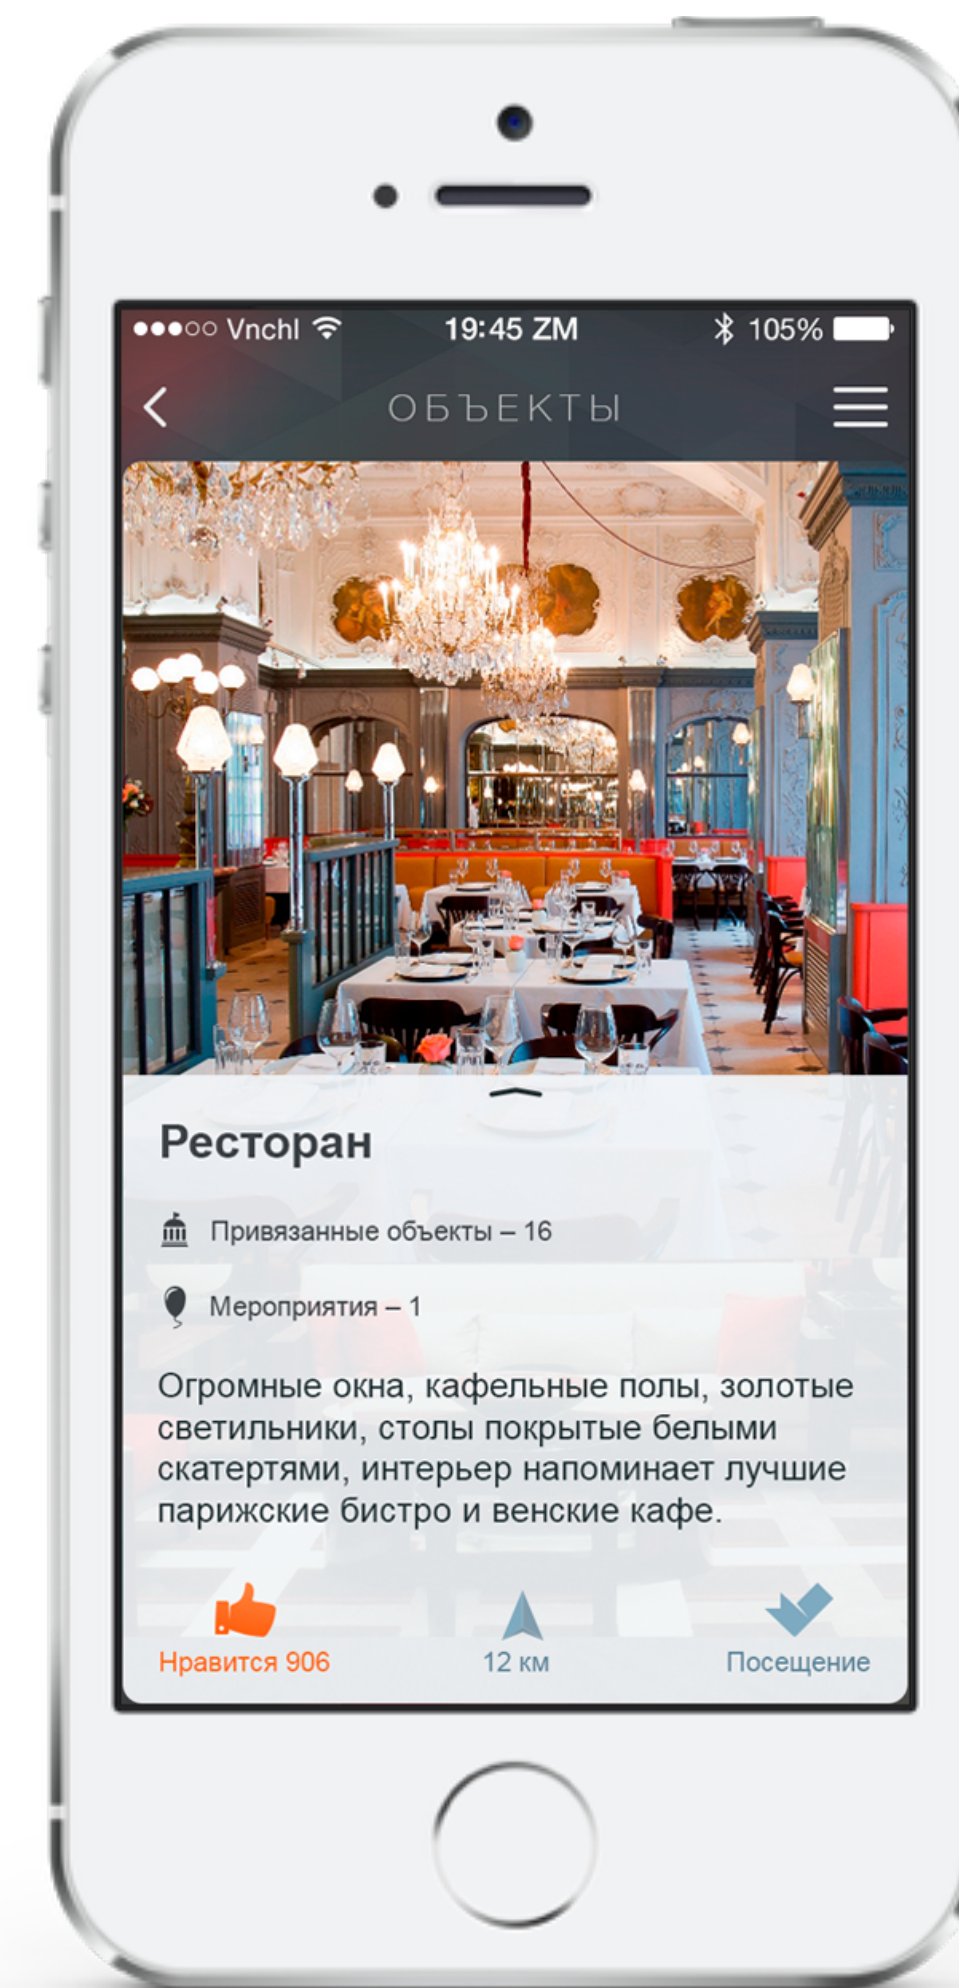 Vnchl 19:45 ZM 105%
ОБЪЕКТЫ
Ресторан
Привязанные объекты – 16
Мероприятия – 1
Огромные окна, кафельные полы, золотые
светильники, столы покрытые белыми
скатертями, интерьер напоминает лучшие
парижские бистро и венские кафе.
Нравится 906 12 км Посещение